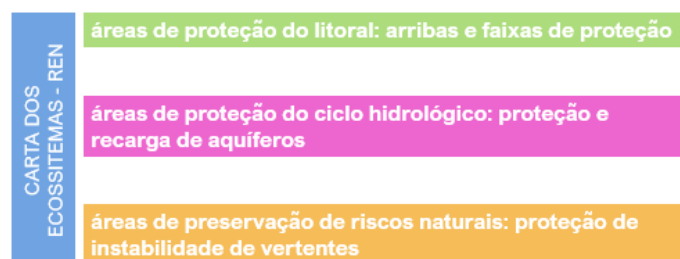 CARTA DOS
ECOSSITEMAS - REN
áreas de proteção do litoral: arribas e faixas de proteção
áreas de proteção do ciclo hidrológico: proteção e
recarga de aquíferos
áreas de preservação de riscos naturais: proteção de
instabilidade de vertentes